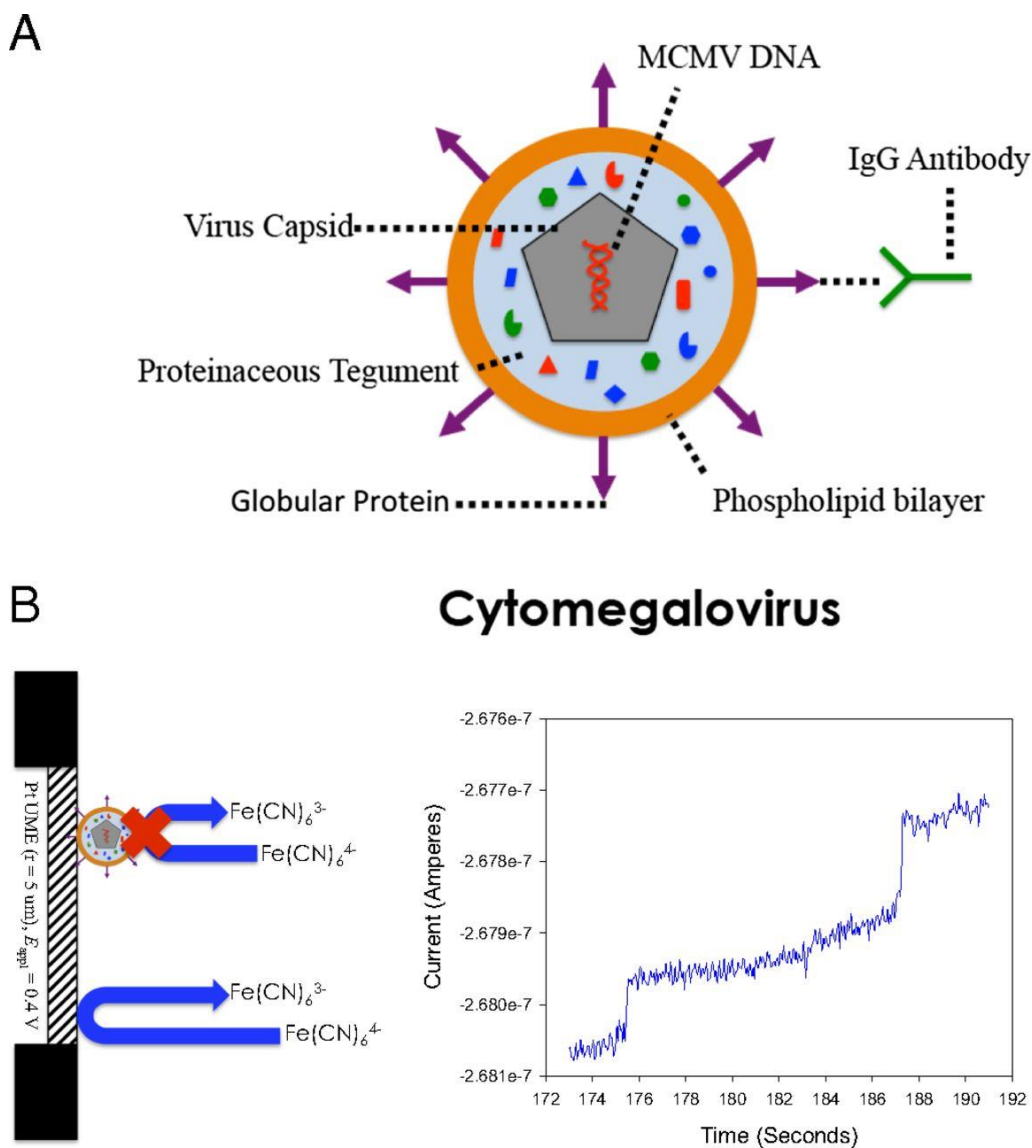 A
MCMV DNA
IgG Antibody
Virus Capsid
Proteinaceous Tegument
Globular Protein
Phospholipid bilayer
B
Cytomegalovirus
Pt UME (r = 5 um), E_appl = 0.4 V
Fe(CN)₆³⁻
Fe(CN)₆⁴⁻
Fe(CN)₆³⁻
Fe(CN)₆⁴⁻
Current (Amperes)
-2.676e-7
-2.677e-7
-2.678e-7
-2.679e-7
-2.680e-7
-2.681e-7
172 174 176 178 180 182 184 186 188 190 192
Time (Seconds)